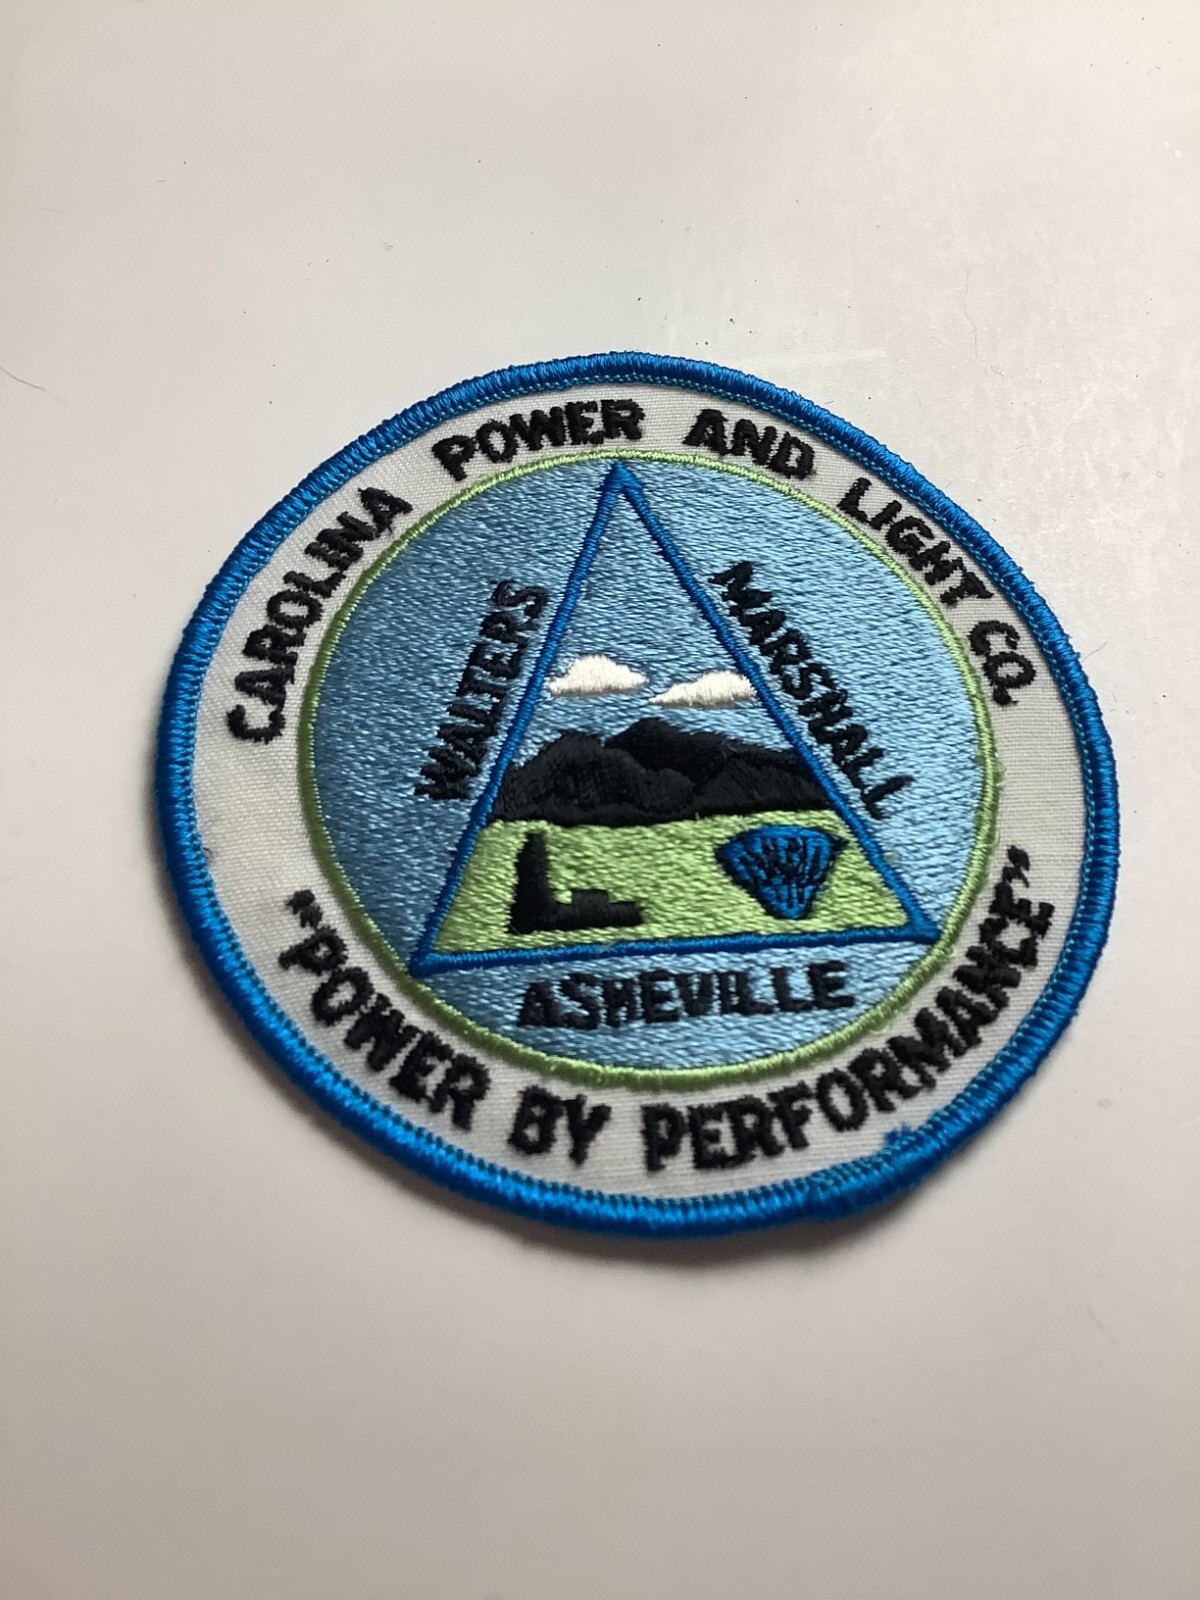 CAROLINA POWER AND LIGHT CO.
WALTERS
MARSHALL
ASHEVILLE
"POWER BY PERFORMANCE"